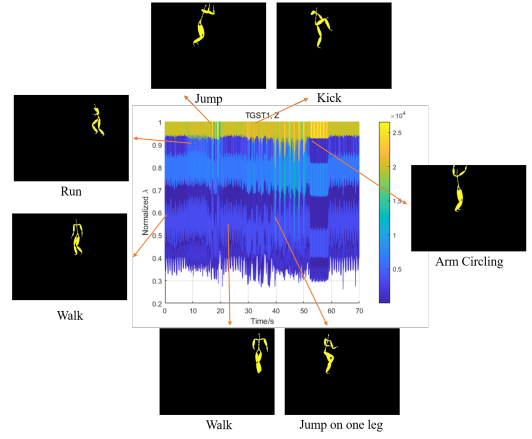 Jump
Kick
TGST1, Z
×10^4
1
0.9
0.8
0.7
0.6
0.5
0.4
0.3
0.2
Normalized λ
0
10
20
30
40
50
60
70
Time/s
2.5
2
1.5
1
0.5
Run
Walk
Arm Circling
Walk
Jump on one leg